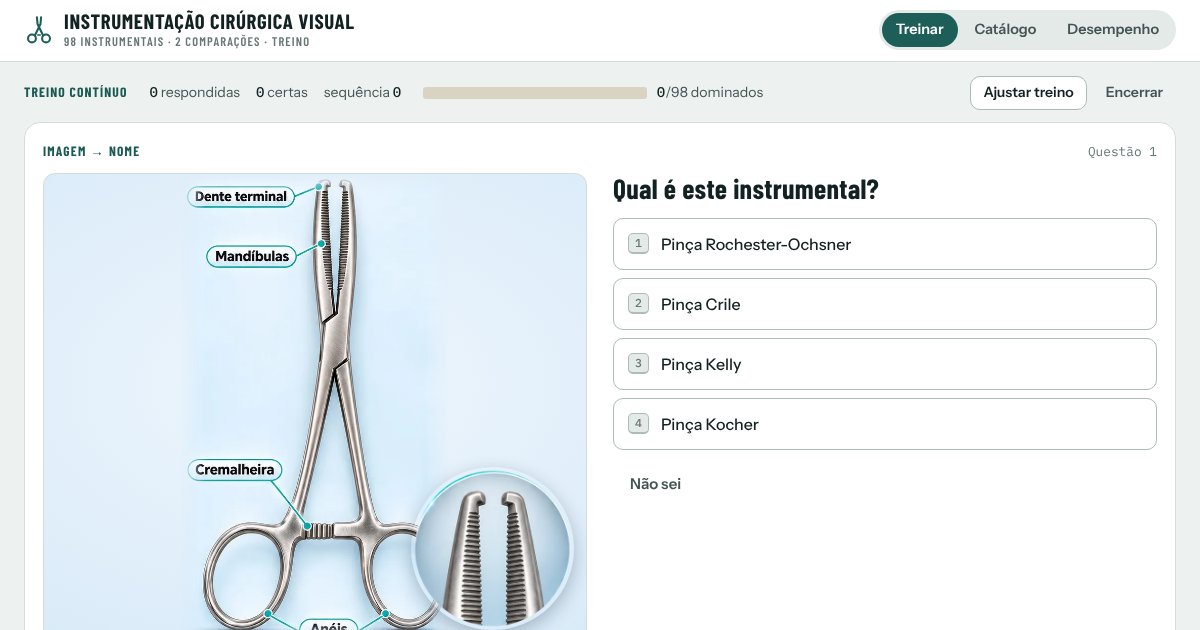 INSTRUMENTAÇÃO CIRÚRGICA VISUAL
98 INSTRUMENTAIS · 2 COMPARAÇÕES · TREINO
Treinar
Catálogo
Desempenho
TREINO CONTÍNUO
0 respondidas
0 certas
sequência 0
0/98 dominados
Ajustar treino
Encerrar
IMAGEM → NOME
Questão 1
Dente terminal
Mandíbulas
Cremalheira
Anéis
Qual é este instrumental?
1 Pinça Rochester-Ochsner
2 Pinça Crile
3 Pinça Kelly
4 Pinça Kocher
Não sei